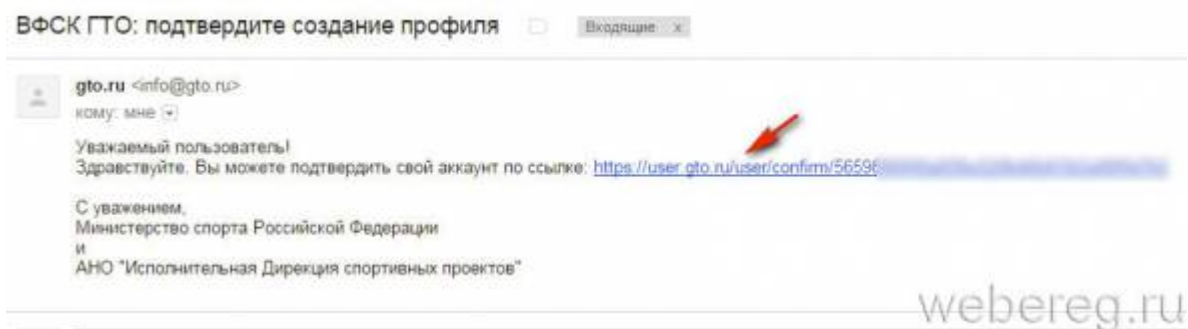 ВФСК ГТО: подтвердите создание профиля Входящие x
gto.ru <info@gto.ru>
кому: мне
Уважаемый пользователь!
Здравствуйте. Вы можете подтвердить свой аккаунт по ссылке: https://user.gto.ru/user/confirm/56598
С уважением,
Министерство спорта Российской Федерации
и
АНО "Исполнительная Дирекция спортивных проектов"
webereg.ru